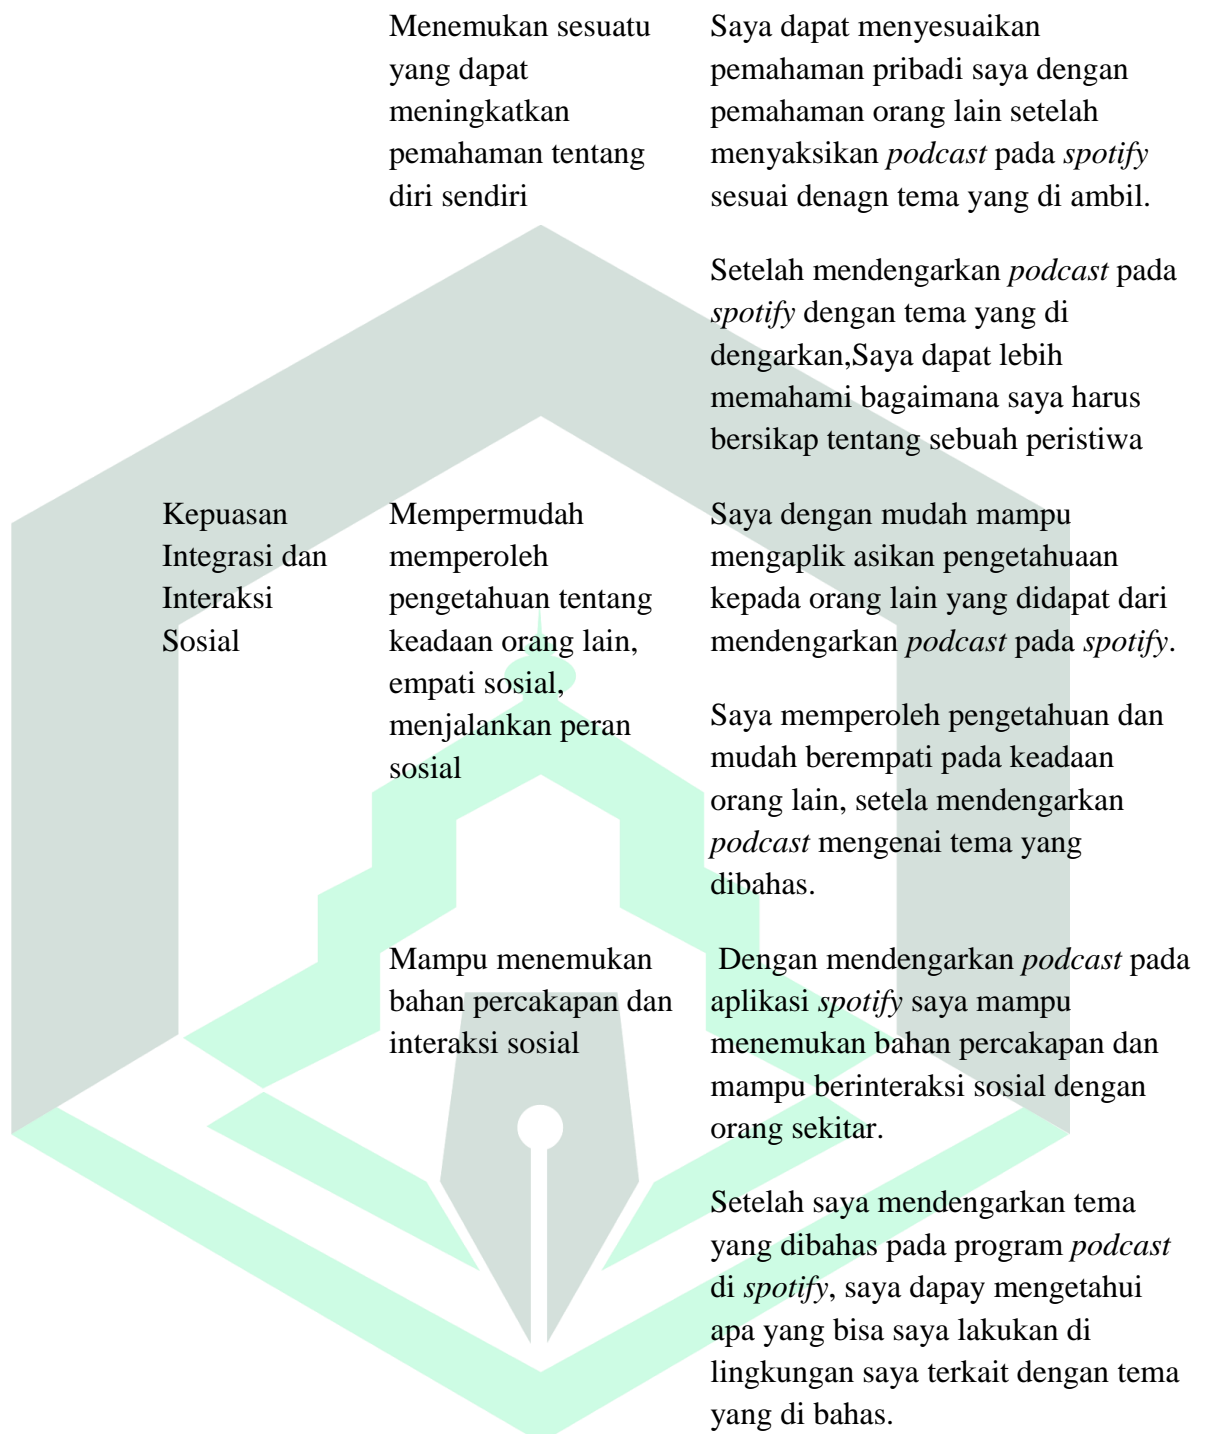 Menemukan sesuatu
yang dapat
meningkatkan
pemahaman tentang
diri sendiri
Saya dapat menyesuaikan
pemahaman pribadi saya dengan
pemahaman orang lain setelah
menyaksikan podcast pada spotify
sesuai denagn tema yang di ambil.
Setelah mendengarkan podcast pada
spotify dengan tema yang di
dengarkan,Saya dapat lebih
memahami bagaimana saya harus
bersikap tentang sebuah peristiwa
Kepuasan
Integrasi dan
Interaksi
Sosial
Mempermudah
memperoleh
pengetahuan tentang
keadaan orang lain,
empati sosial,
menjalankan peran
sosial
Saya dengan mudah mampu
mengaplik asikan pengetahuaan
kepada orang lain yang didapat dari
mendengarkan podcast pada spotify.
Saya memperoleh pengetahuan dan
mudah berempati pada keadaan
orang lain, setela mendengarkan
podcast mengenai tema yang
dibahas.
Mampu menemukan
bahan percakapan dan
interaksi sosial
Dengan mendengarkan podcast pada
aplikasi spotify saya mampu
menemukan bahan percakapan dan
mampu berinteraksi sosial dengan
orang sekitar.
Setelah saya mendengarkan tema
yang dibahas pada program podcast
di spotify, saya dapay mengetahui
apa yang bisa saya lakukan di
lingkungan saya terkait dengan tema
yang di bahas.